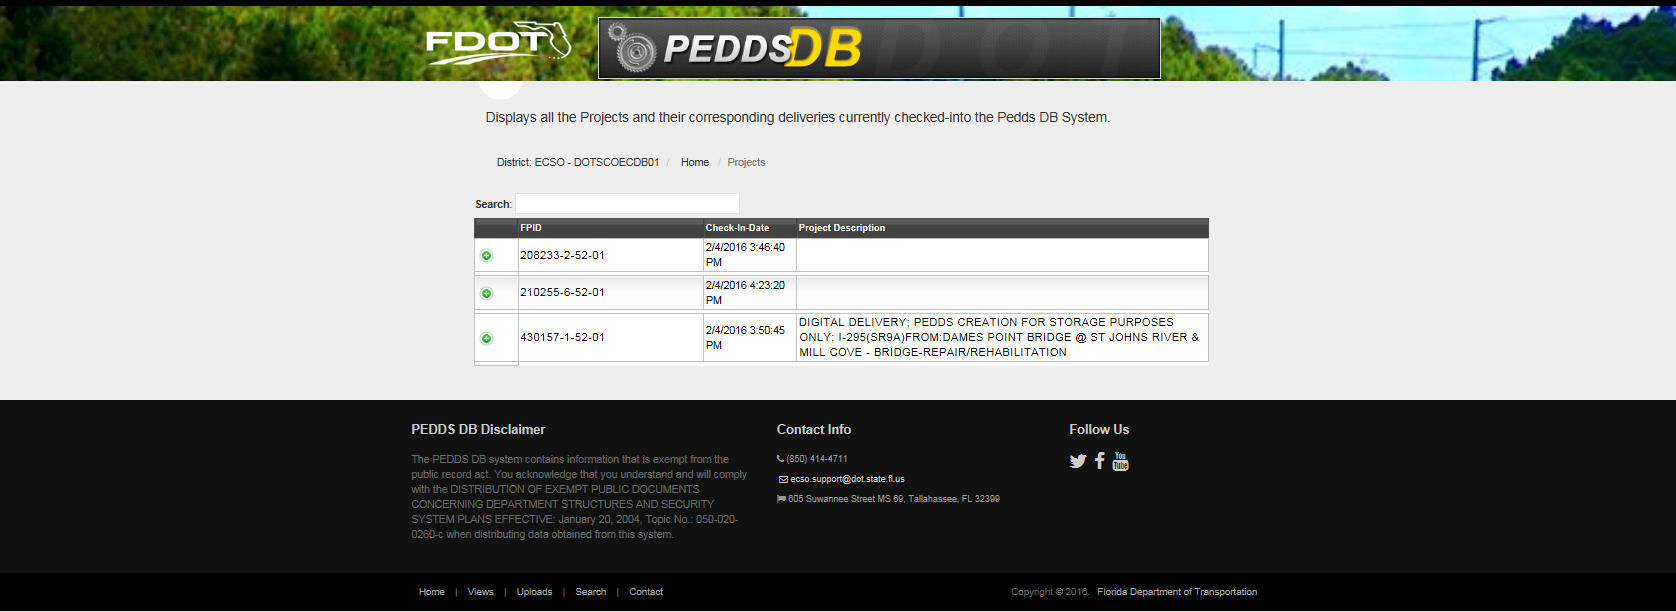 FDOT
PEDDSDB
DOT
Displays all the Projects and their corresponding deliveries currently checked-into the Pedds DB System.
District: ECSO - DOTSCOECDB01 / Home / Projects
Search:
FPID Check-In-Date Project Description
208233-2-52-01 2/4/2016 3:46:40
PM
210255-6-52-01 2/4/2016 4:23:20
PM
430157-1-52-01 2/4/2016 3:50:45
PM
DIGITAL DELIVERY; PEDDS CREATION FOR STORAGE PURPOSES
ONLY; I-295(SR9A)FROM:DAMES POINT BRIDGE @ ST JOHNS RIVER &
MILL COVE - BRIDGE-REPAIR/REHABILITATION
PEDDS DB Disclaimer
The PEDDS DB system contains information that is exempt from the
public record act. You acknowledge that you understand and will comply
with the DISTRIBUTION OF EXEMPT PUBLIC DOCUMENTS
CONCERNING DEPARTMENT STRUCTURES AND SECURITY
SYSTEM PLANS EFFECTIVE: January 20, 2004, Topic No.: 050-020-
0260-c when distributing data obtained from this system.
Contact Info
(850) 414-4711
ecso.support@dot.state.fl.us
605 Suwannee Street MS 69, Tallahassee, FL 32399
Follow Us
You
Tube
Home | Views | Uploads | Search | Contact
Copyright © 2016. Florida Department of Transportation